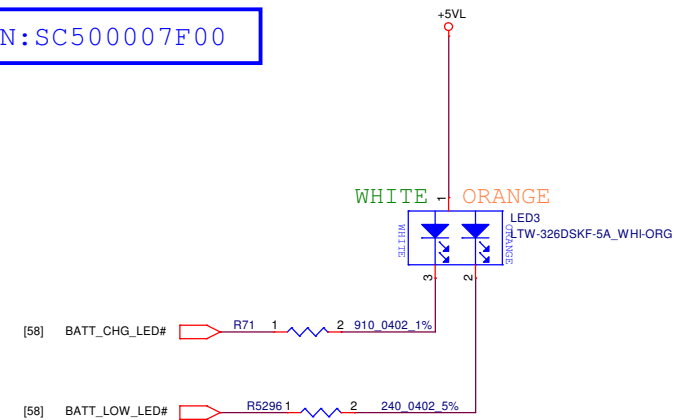 +5VL
N:SC500007F00
WHITE 1 ORANGE
LED3
LTW-326DSKF-5A_WHI-ORG
WHITE
ORANGE
3 2
[58] BATT_CHG_LED# R71 1 2 910_0402_1%
[58] BATT_LOW_LED# R5296 1 2 240_0402_5%